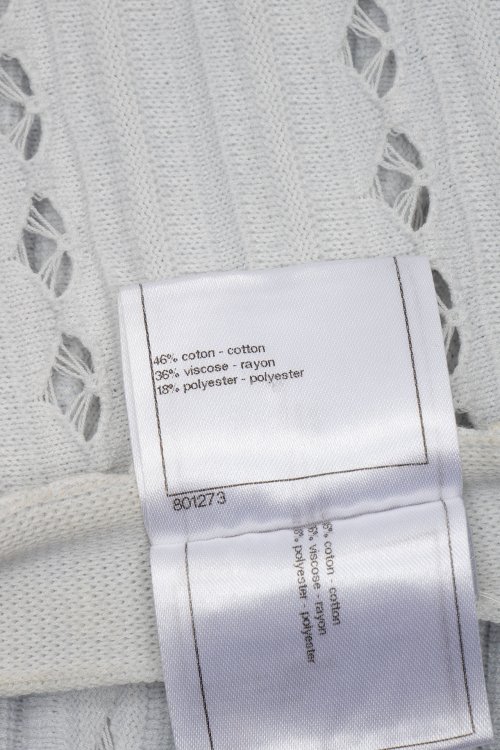 46% coton - cotton
36% viscose - rayon
18% polyester - polyester
801273
% coton - cotton
% viscose - rayon
% polyester - polyester